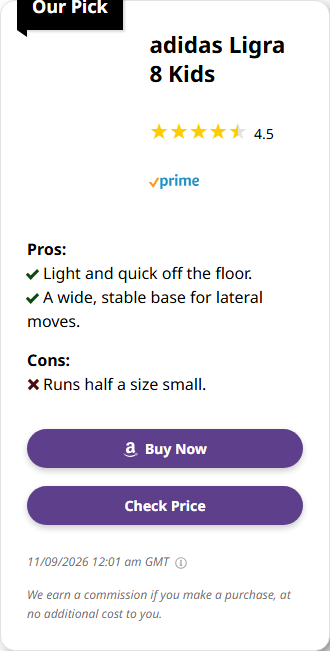 Our Pick
adidas Ligra
8 Kids
4.5
prime
Pros:
Light and quick off the floor.
A wide, stable base for lateral
moves.
Cons:
Runs half a size small.
Buy Now
Check Price
11/09/2026 12:01 am GMT
We earn a commission if you make a purchase, at
no additional cost to you.